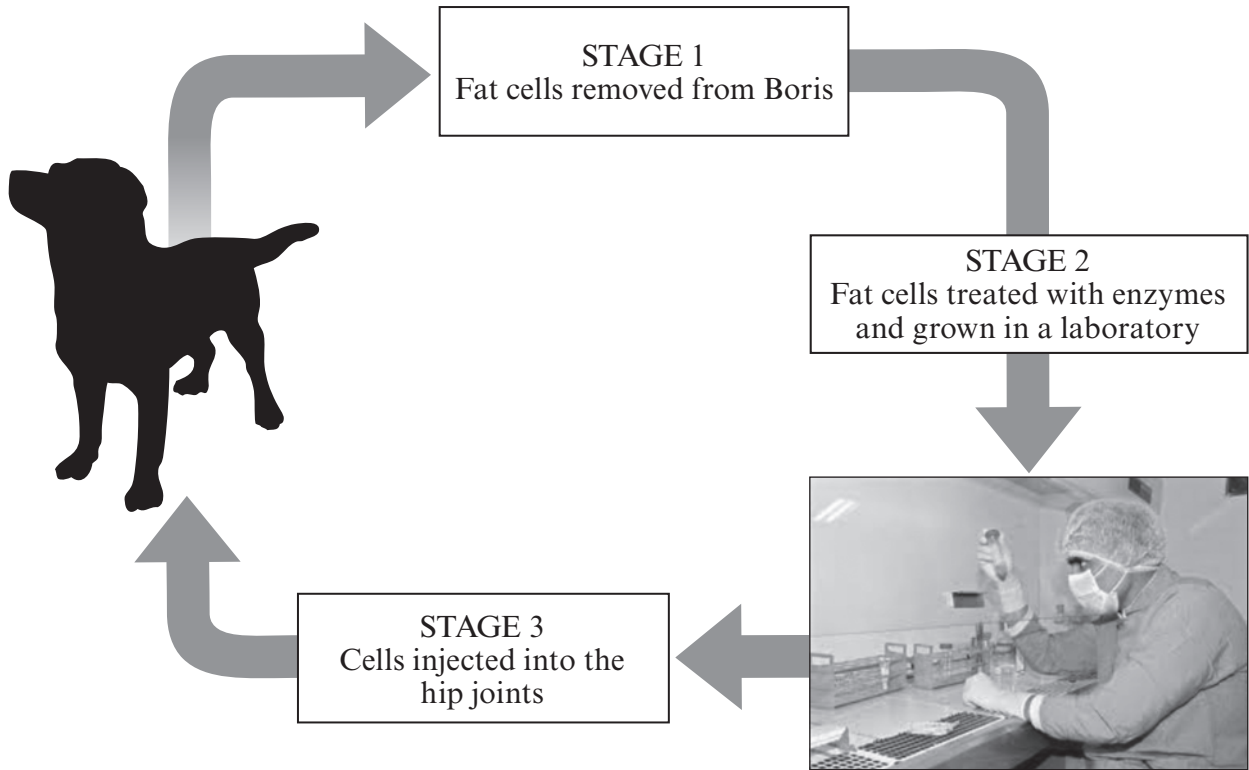 STAGE 1
Fat cells removed from Boris
STAGE 2
Fat cells treated with enzymes
and grown in a laboratory
STAGE 3
Cells injected into the
hip joints